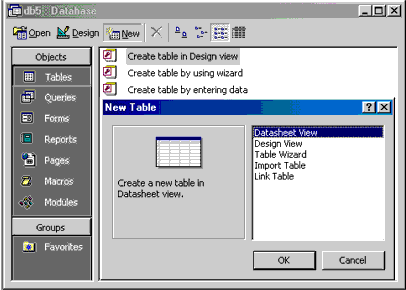 db5 : Database
Open Design New
Objects
Tables
Queries
Forms
Reports
Pages
Macros
Modules
Groups
Favorites
Create table in Design view
Create table by using wizard
Create table by entering data
New Table
Create a new table in
Datasheet view.
Datasheet View
Design View
Table Wizard
Import Table
Link Table
OK Cancel